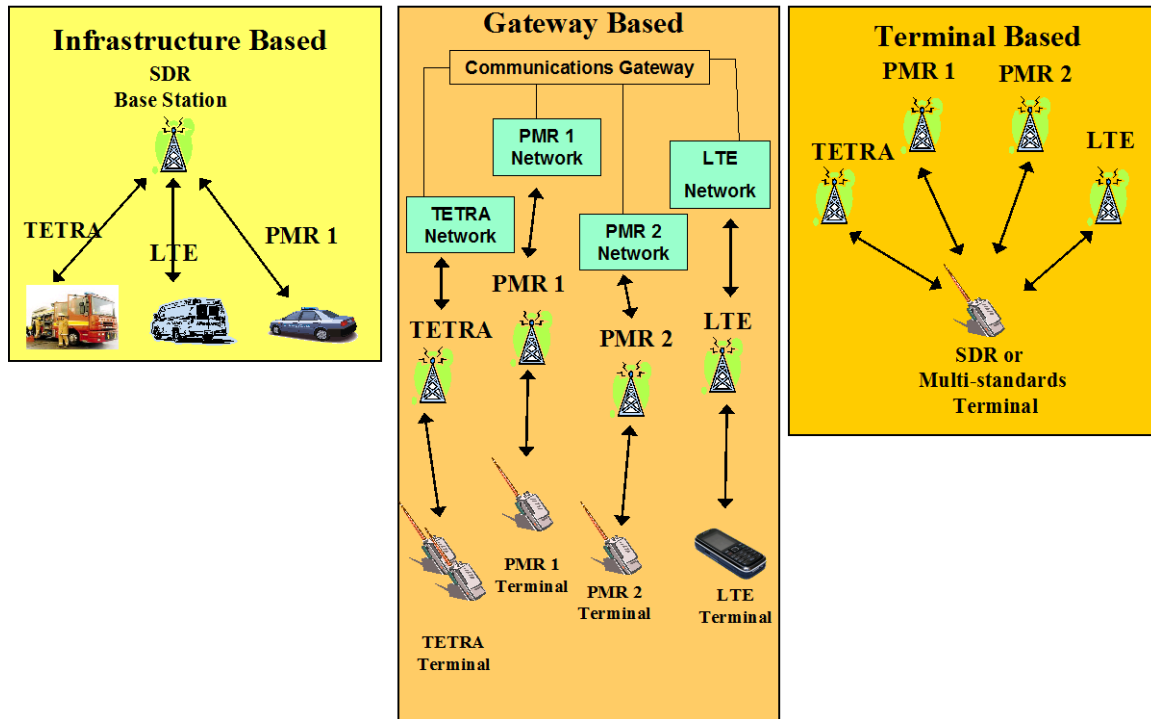 Infrastructure Based
SDR
Base Station
TETRA
LTE
PMR 1
Gateway Based
Communications Gateway
PMR 1
Network
LTE
Network
TETRA
Network
PMR 2
Network
PMR 1
TETRA
PMR 2
LTE
PMR 1
Terminal
PMR 2
Terminal
LTE
Terminal
TETRA
Terminal
Terminal Based
PMR 1
PMR 2
TETRA
LTE
SDR or
Multi-standards
Terminal